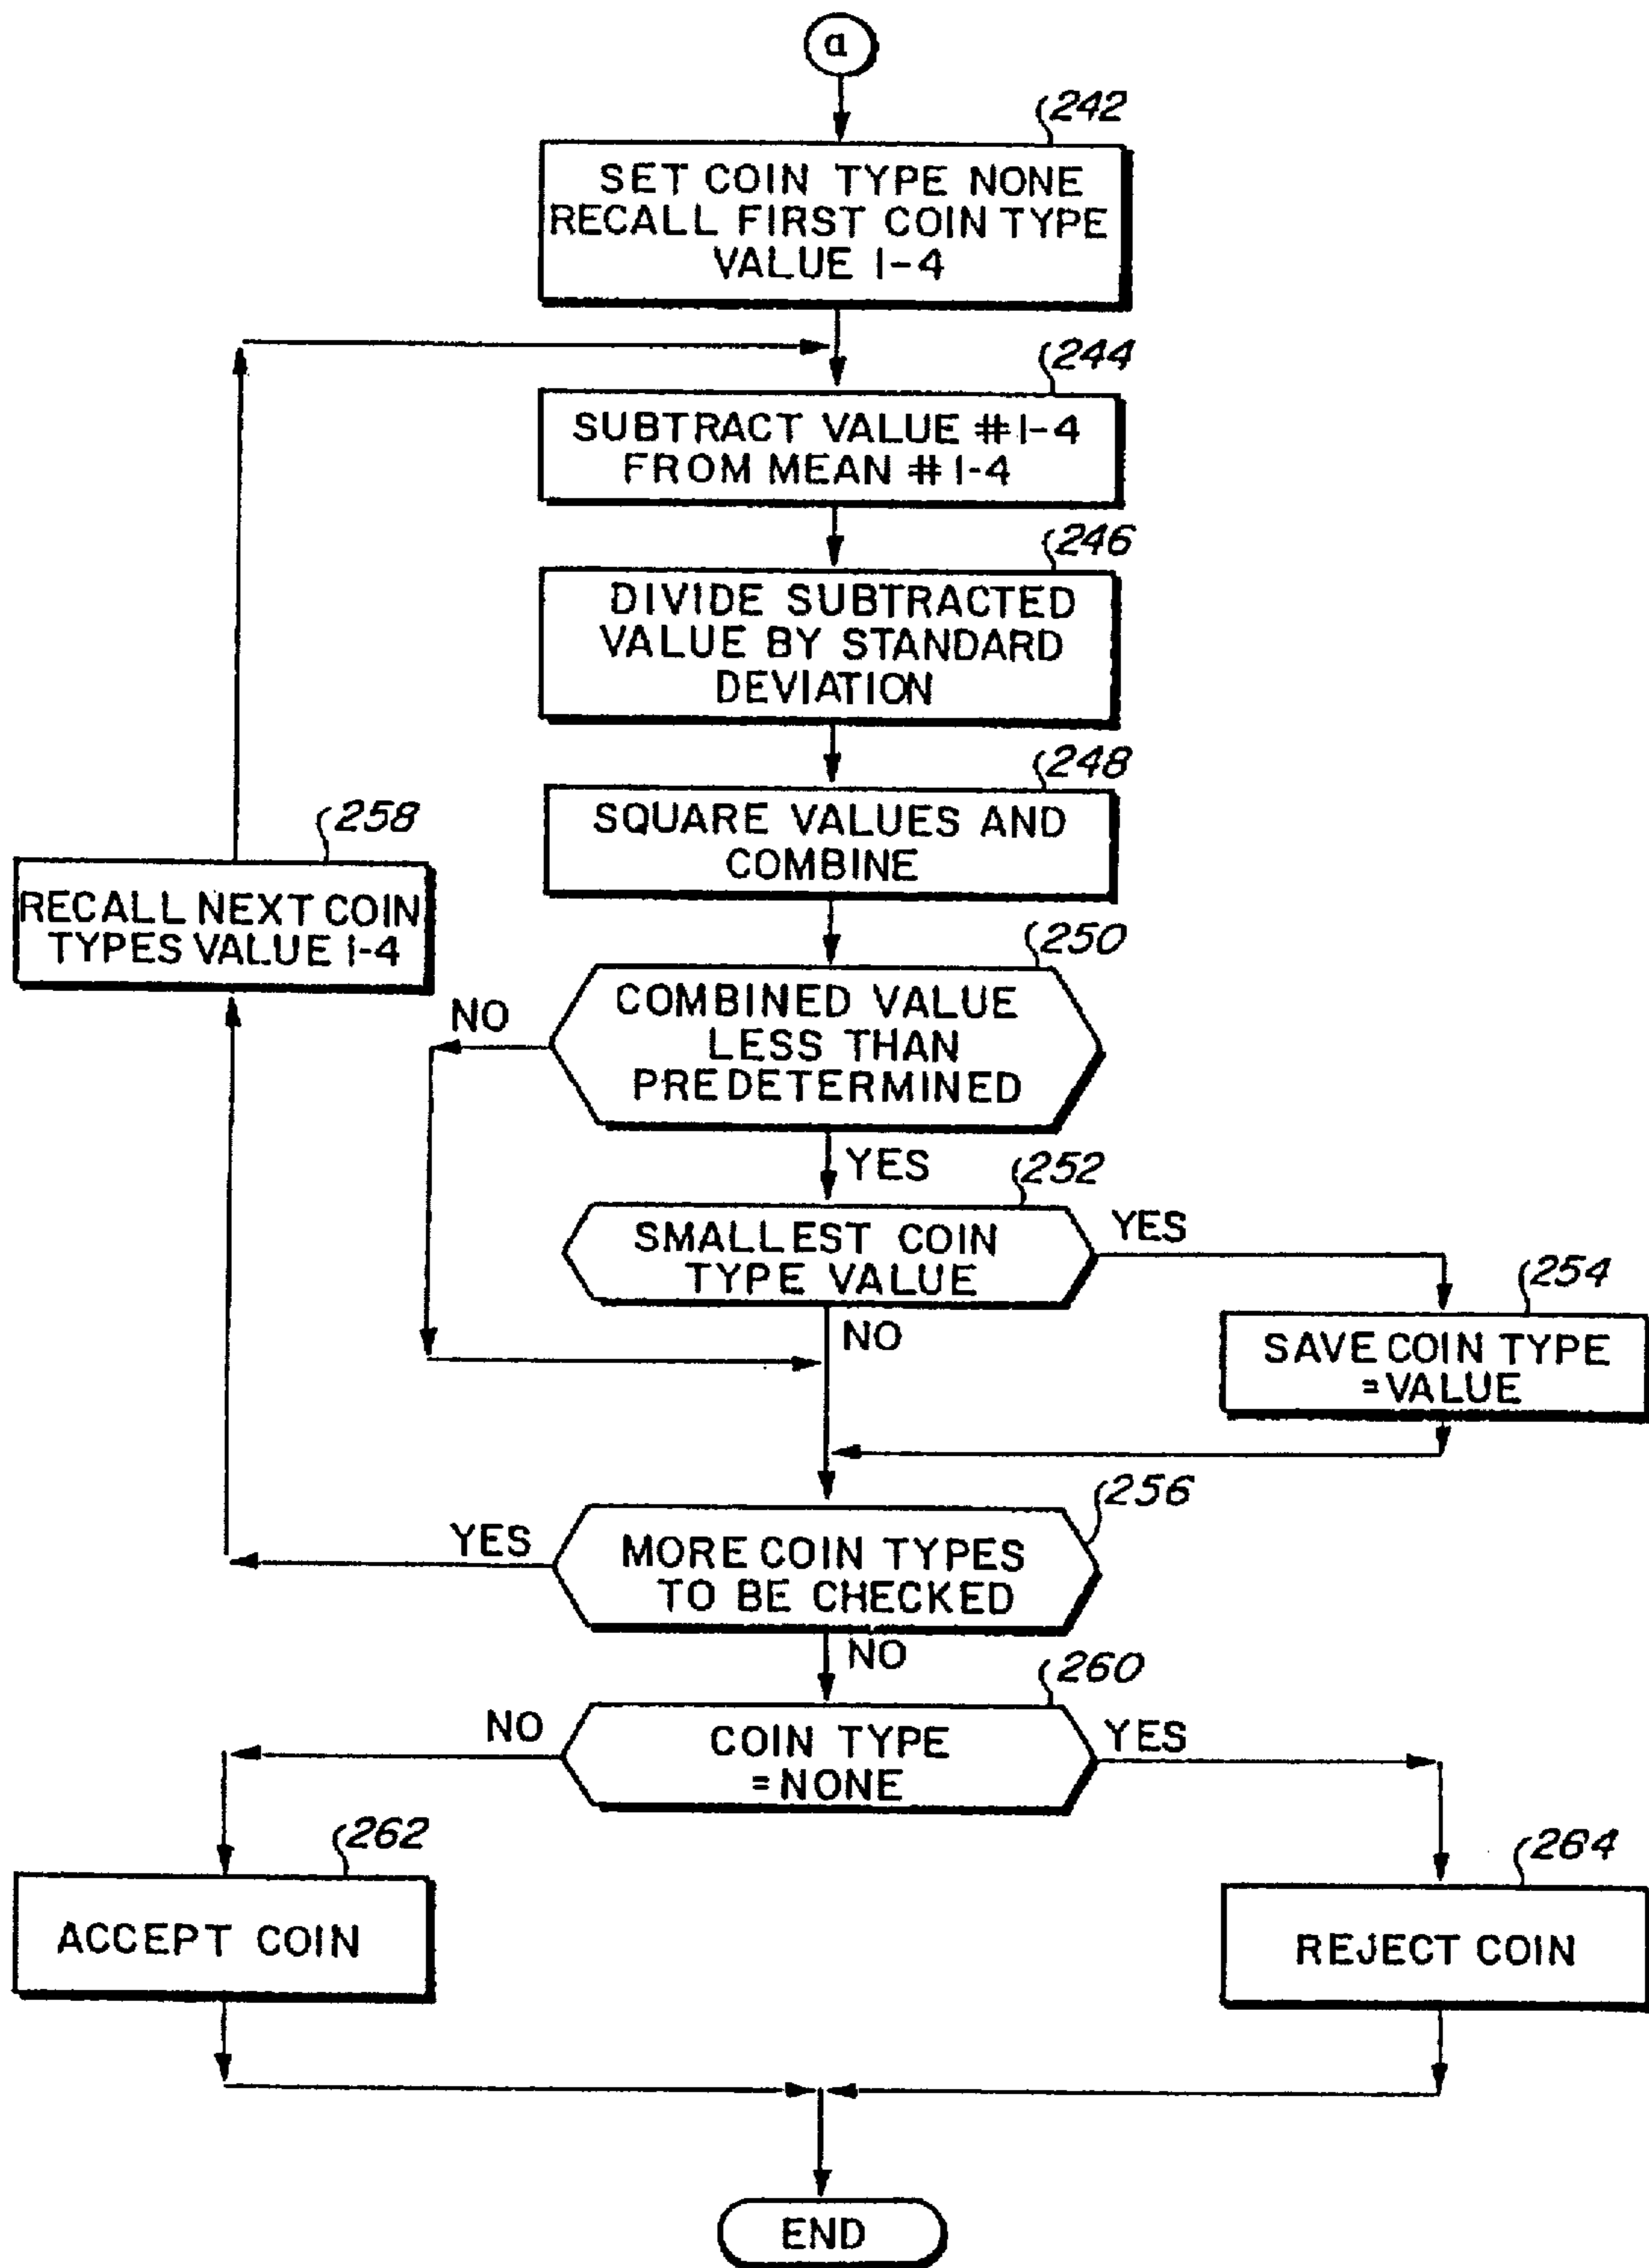 a
242
SET COIN TYPE NONE
RECALL FIRST COIN TYPE
VALUE 1-4
244
SUBTRACT VALUE #1-4
FROM MEAN #1-4
246
DIVIDE SUBTRACTED
VALUE BY STANDARD
DEVIATION
248
SQUARE VALUES AND
COMBINE
258
RECALL NEXT COIN
TYPES VALUE 1-4
250
COMBINED VALUE
LESS THAN
PREDETERMINED
NO
YES
252
SMALLEST COIN
TYPE VALUE
YES
NO
254
SAVE COIN TYPE
=VALUE
256
MORE COIN TYPES
TO BE CHECKED
YES
NO
260
COIN TYPE
=NONE
NO
YES
262
ACCEPT COIN
264
REJECT COIN
END